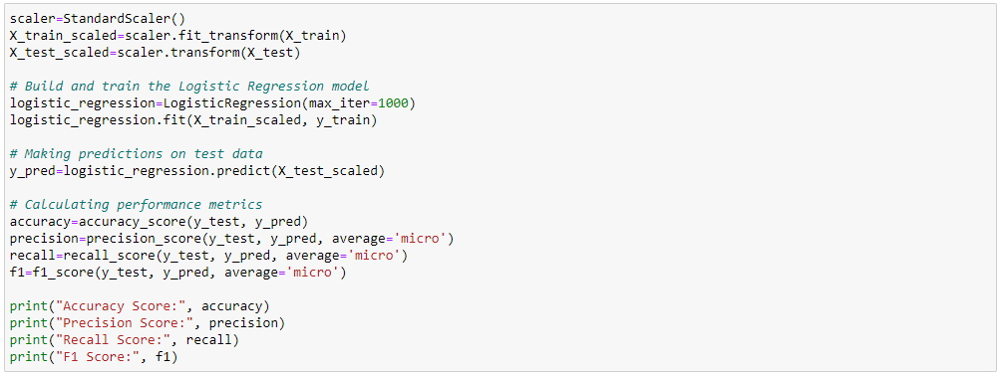 scaler=StandardScaler()
X_train_scaled=scaler.fit_transform(X_train)
X_test_scaled=scaler.transform(X_test)
# Build and train the Logistic Regression model
logistic_regression=LogisticRegression(max_iter=1000)
logistic_regression.fit(X_train_scaled, y_train)
# Making predictions on test data
y_pred=logistic_regression.predict(X_test_scaled)
# Calculating performance metrics
accuracy=accuracy_score(y_test, y_pred)
precision=precision_score(y_test, y_pred, average='micro')
recall=recall_score(y_test, y_pred, average='micro')
f1=f1_score(y_test, y_pred, average='micro')
print("Accuracy Score:", accuracy)
print("Precision Score:", precision)
print("Recall Score:", recall)
print("F1 Score:", f1)